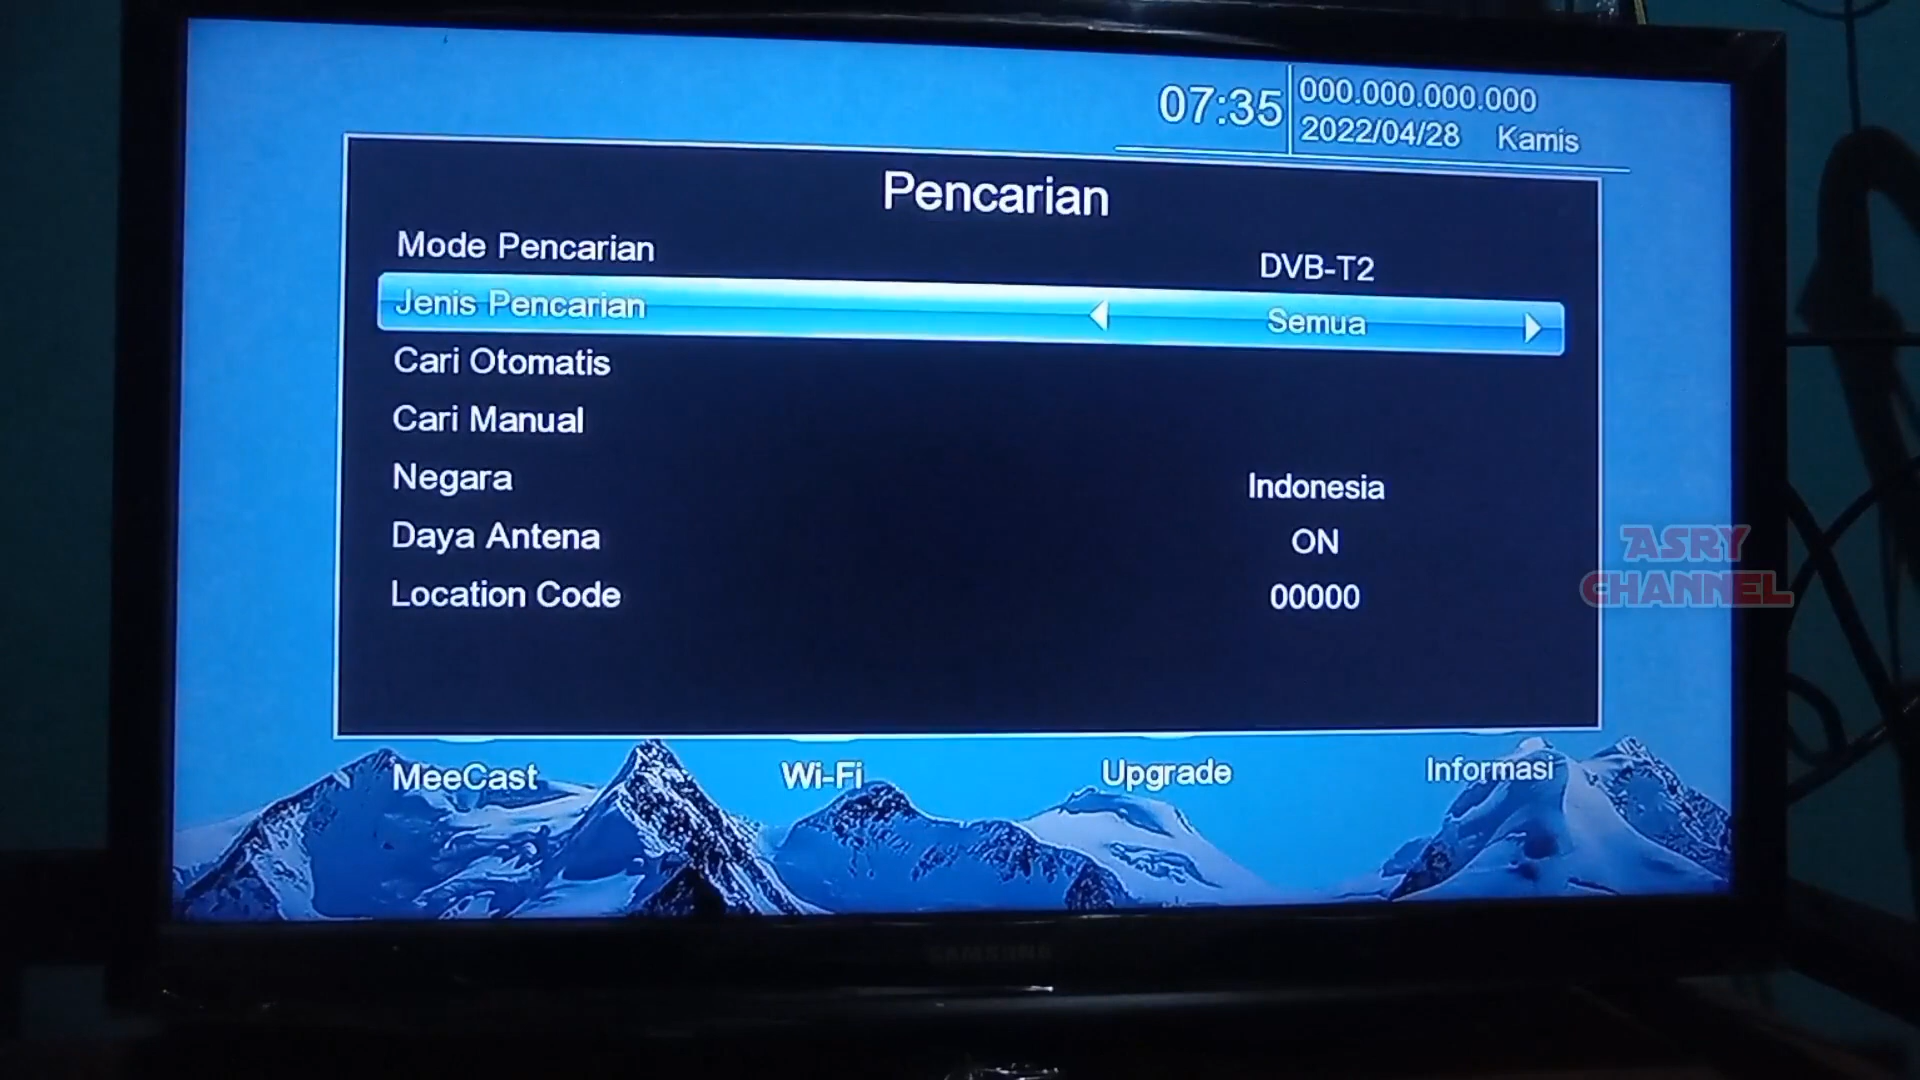 07:35
000.000.000.000
2022/04/28 Kamis
Pencarian
Mode Pencarian DVB-T2
Jenis Pencarian Semua
Cari Otomatis
Cari Manual
Negara Indonesia
Daya Antena ON
Location Code 00000
ASRY
CHANNEL
MeeCast Wi-Fi Upgrade Informasi
SAMSUNG